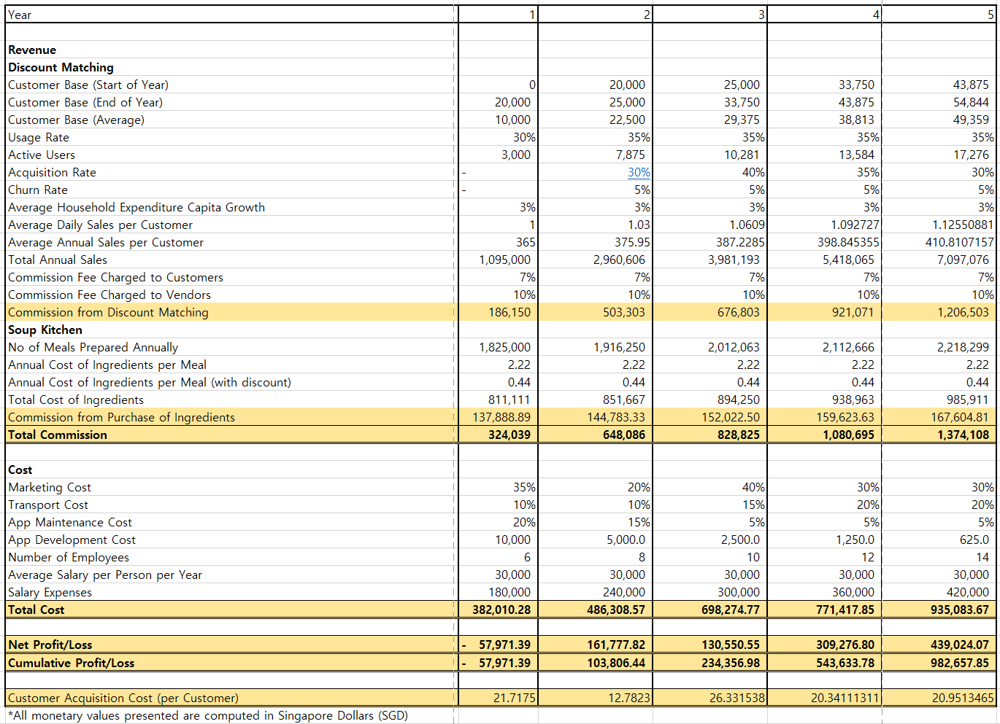 Year 1 2 3 4 5
Revenue
Discount Matching
Customer Base (Start of Year) 0 20,000 25,000 33,750 43,875
Customer Base (End of Year) 20,000 25,000 33,750 43,875 54,844
Customer Base (Average) 10,000 22,500 29,375 38,813 49,359
Usage Rate 30% 35% 35% 35% 35%
Active Users 3,000 7,875 10,281 13,584 17,276
Acquisition Rate - 30% 40% 35% 30%
Churn Rate - 5% 5% 5% 5%
Average Household Expenditure Capita Growth 3% 3% 3% 3% 3%
Average Daily Sales per Customer 1 1.03 1.0609 1.092727 1.12550881
Average Annual Sales per Customer 365 375.95 387.2285 398.845355 410.8107157
Total Annual Sales 1,095,000 2,960,606 3,981,193 5,418,065 7,097,076
Commission Fee Charged to Customers 7% 7% 7% 7% 7%
Commission Fee Charged to Vendors 10% 10% 10% 10% 10%
Commission from Discount Matching 186,150 503,303 676,803 921,071 1,206,503
Soup Kitchen
No of Meals Prepared Annually 1,825,000 1,916,250 2,012,063 2,112,666 2,218,299
Annual Cost of Ingredients per Meal 2.22 2.22 2.22 2.22 2.22
Annual Cost of Ingredients per Meal (with discount) 0.44 0.44 0.44 0.44 0.44
Total Cost of Ingredients 811,111 851,667 894,250 938,963 985,911
Commission from Purchase of Ingredients 137,888.89 144,783.33 152,022.50 159,623.63 167,604.81
Total Commission 324,039 648,086 828,825 1,080,695 1,374,108
Cost
Marketing Cost 35% 20% 40% 30% 30%
Transport Cost 10% 10% 15% 20% 20%
App Maintenance Cost 20% 15% 5% 5% 5%
App Development Cost 10,000 5,000.0 2,500.0 1,250.0 625.0
Number of Employees 6 8 10 12 14
Average Salary per Person per Year 30,000 30,000 30,000 30,000 30,000
Salary Expenses 180,000 240,000 300,000 360,000 420,000
Total Cost 382,010.28 486,308.57 698,274.77 771,417.85 935,083.67
Net Profit/Loss - 57,971.39 161,777.82 130,550.55 309,276.80 439,024.07
Cumulative Profit/Loss - 57,971.39 103,806.44 234,356.98 543,633.78 982,657.85
Customer Acquisition Cost (per Customer) 21.7175 12.7823 26.331538 20.34111311 20.9513465
*All monetary values presented are computed in Singapore Dollars (SGD)